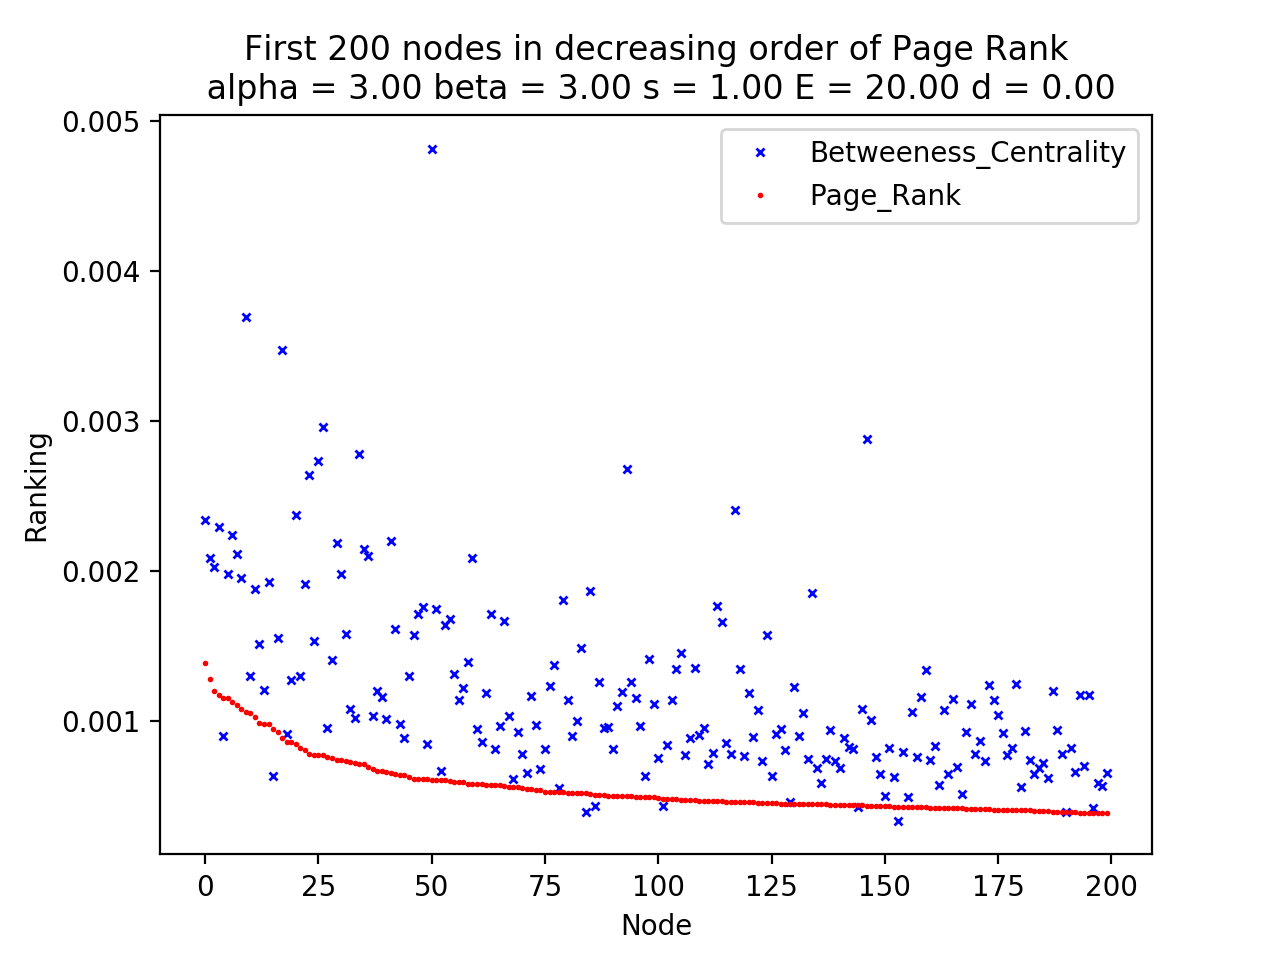 First 200 nodes in decreasing order of Page Rank
alpha = 3.00 beta = 3.00 s = 1.00 E = 20.00 d = 0.00
Betweeness_Centrality
Page_Rank
Ranking
0.005
0.004
0.003
0.002
0.001
0 25 50 75 100 125 150 175 200
Node